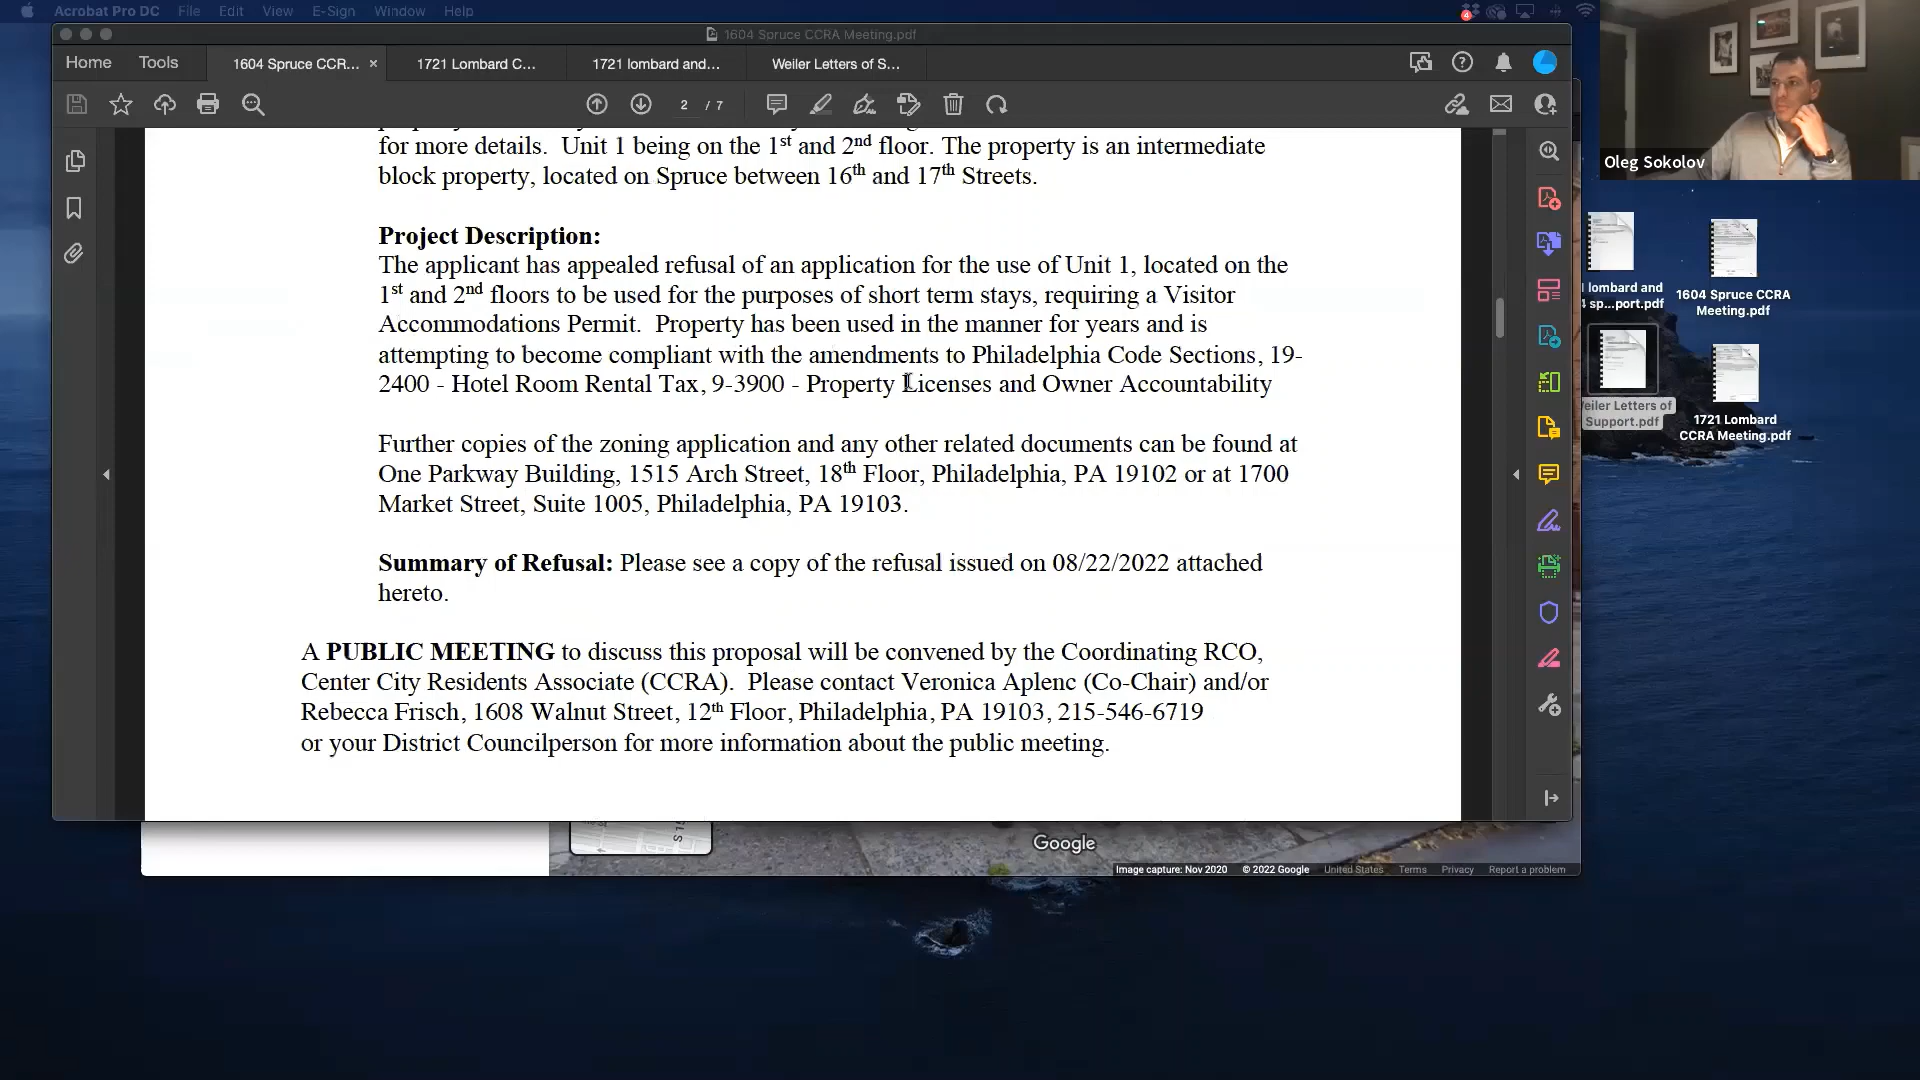 Acrobat Pro DC File Edit View E-Sign Window Help
4
1604 Spruce CCRA Meeting.pdf
Home Tools 1604 Spruce CCR... × 1721 Lombard C... 1721 lombard and... Weiler Letters of S...
2 / 7
for more details. Unit 1 being on the 1st and 2nd floor. The property is an intermediate
block property, located on Spruce between 16th and 17th Streets.
Project Description:
The applicant has appealed refusal of an application for the use of Unit 1, located on the
1st and 2nd floors to be used for the purposes of short term stays, requiring a Visitor
Accommodations Permit. Property has been used in the manner for years and is
attempting to become compliant with the amendments to Philadelphia Code Sections, 19-
2400 - Hotel Room Rental Tax, 9-3900 - Property Licenses and Owner Accountability
Further copies of the zoning application and any other related documents can be found at
One Parkway Building, 1515 Arch Street, 18th Floor, Philadelphia, PA 19102 or at 1700
Market Street, Suite 1005, Philadelphia, PA 19103.
Summary of Refusal: Please see a copy of the refusal issued on 08/22/2022 attached
hereto.
A PUBLIC MEETING to discuss this proposal will be convened by the Coordinating RCO,
Center City Residents Associate (CCRA). Please contact Veronica Aplenc (Co-Chair) and/or
Rebecca Frisch, 1608 Walnut Street, 12th Floor, Philadelphia, PA 19103, 215-546-6719
or your District Councilperson for more information about the public meeting.
Google
Image capture: Nov 2020 © 2022 Google United States Terms Privacy Report a problem
Oleg Sokolov
lombard and
sp...port.pdf
1604 Spruce CCRA
Meeting.pdf
eiler Letters of
Support.pdf
1721 Lombard
CCRA Meeting.pdf